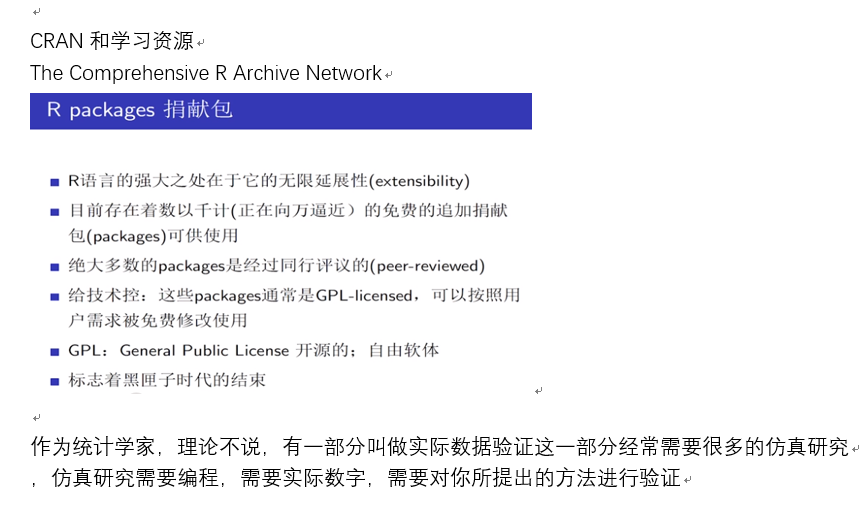 CRAN 和学习资源
The Comprehensive R Archive Network
R packages 捐献包
R语言的强大之处在于它的无限延展性(extensibility)
目前存在着数以千计(正在向万逼近）的免费的追加捐献
包(packages)可供使用
绝大多数的packages是经过同行评议的(peer-reviewed)
给技术控：这些packages通常是GPL-licensed，可以按照用
户需求被免费修改使用
GPL：General Public License 开源的；自由软体
标志着黑匣子时代的结束
作为统计学家，理论不说，有一部分叫做实际数据验证这一部分经常需要很多的仿真研究
，仿真研究需要编程，需要实际数字，需要对你所提出的方法进行验证